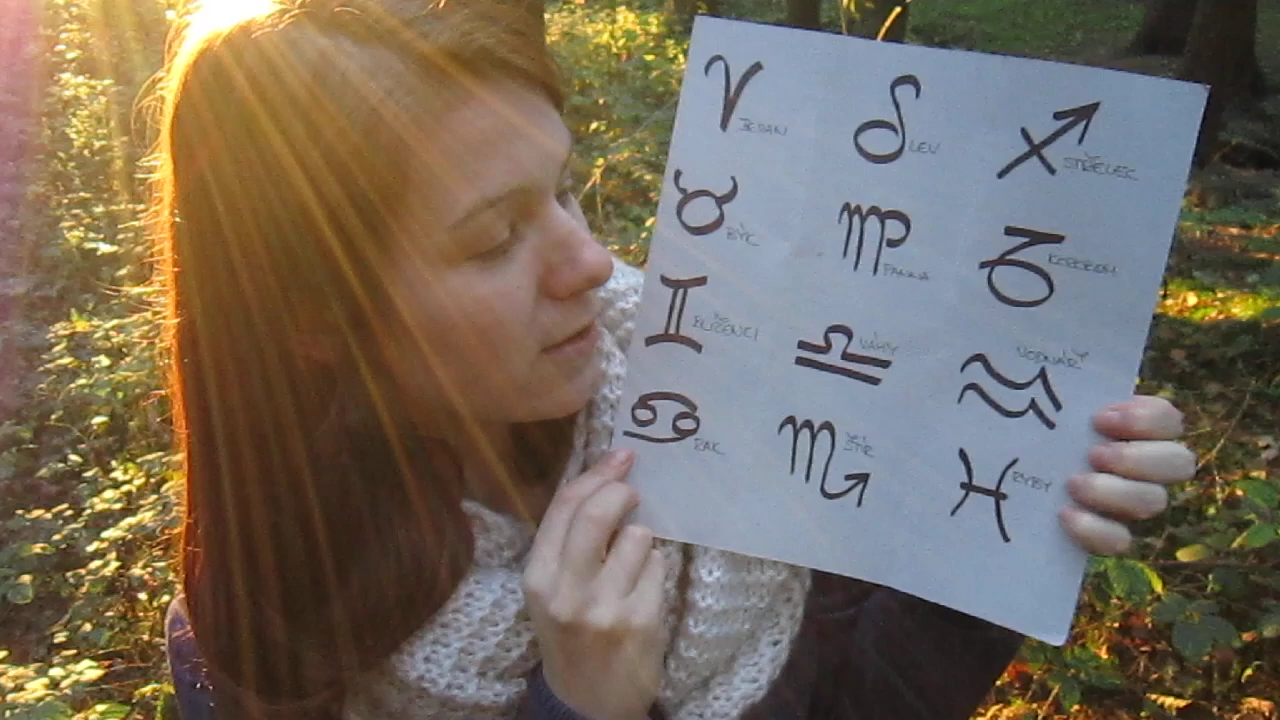 BERAN
BÝK
BLÍŽENCI
RAK
LEV
PANNA
VÁHY
ŠTÍR
STŘELEC
KOZOROH
VODNÁŘ
RYBY